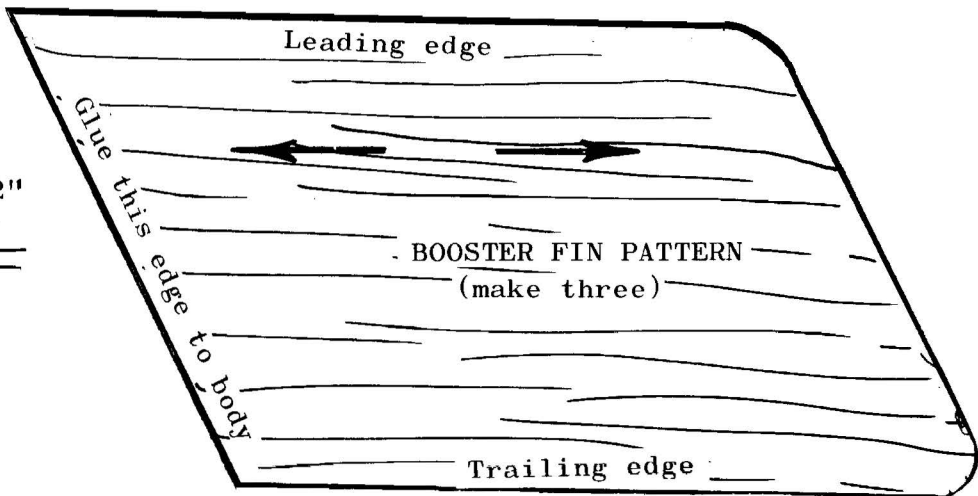 Leading edge
Glue this edge to body
BOOSTER FIN PATTERN
(make three)
Trailing edge